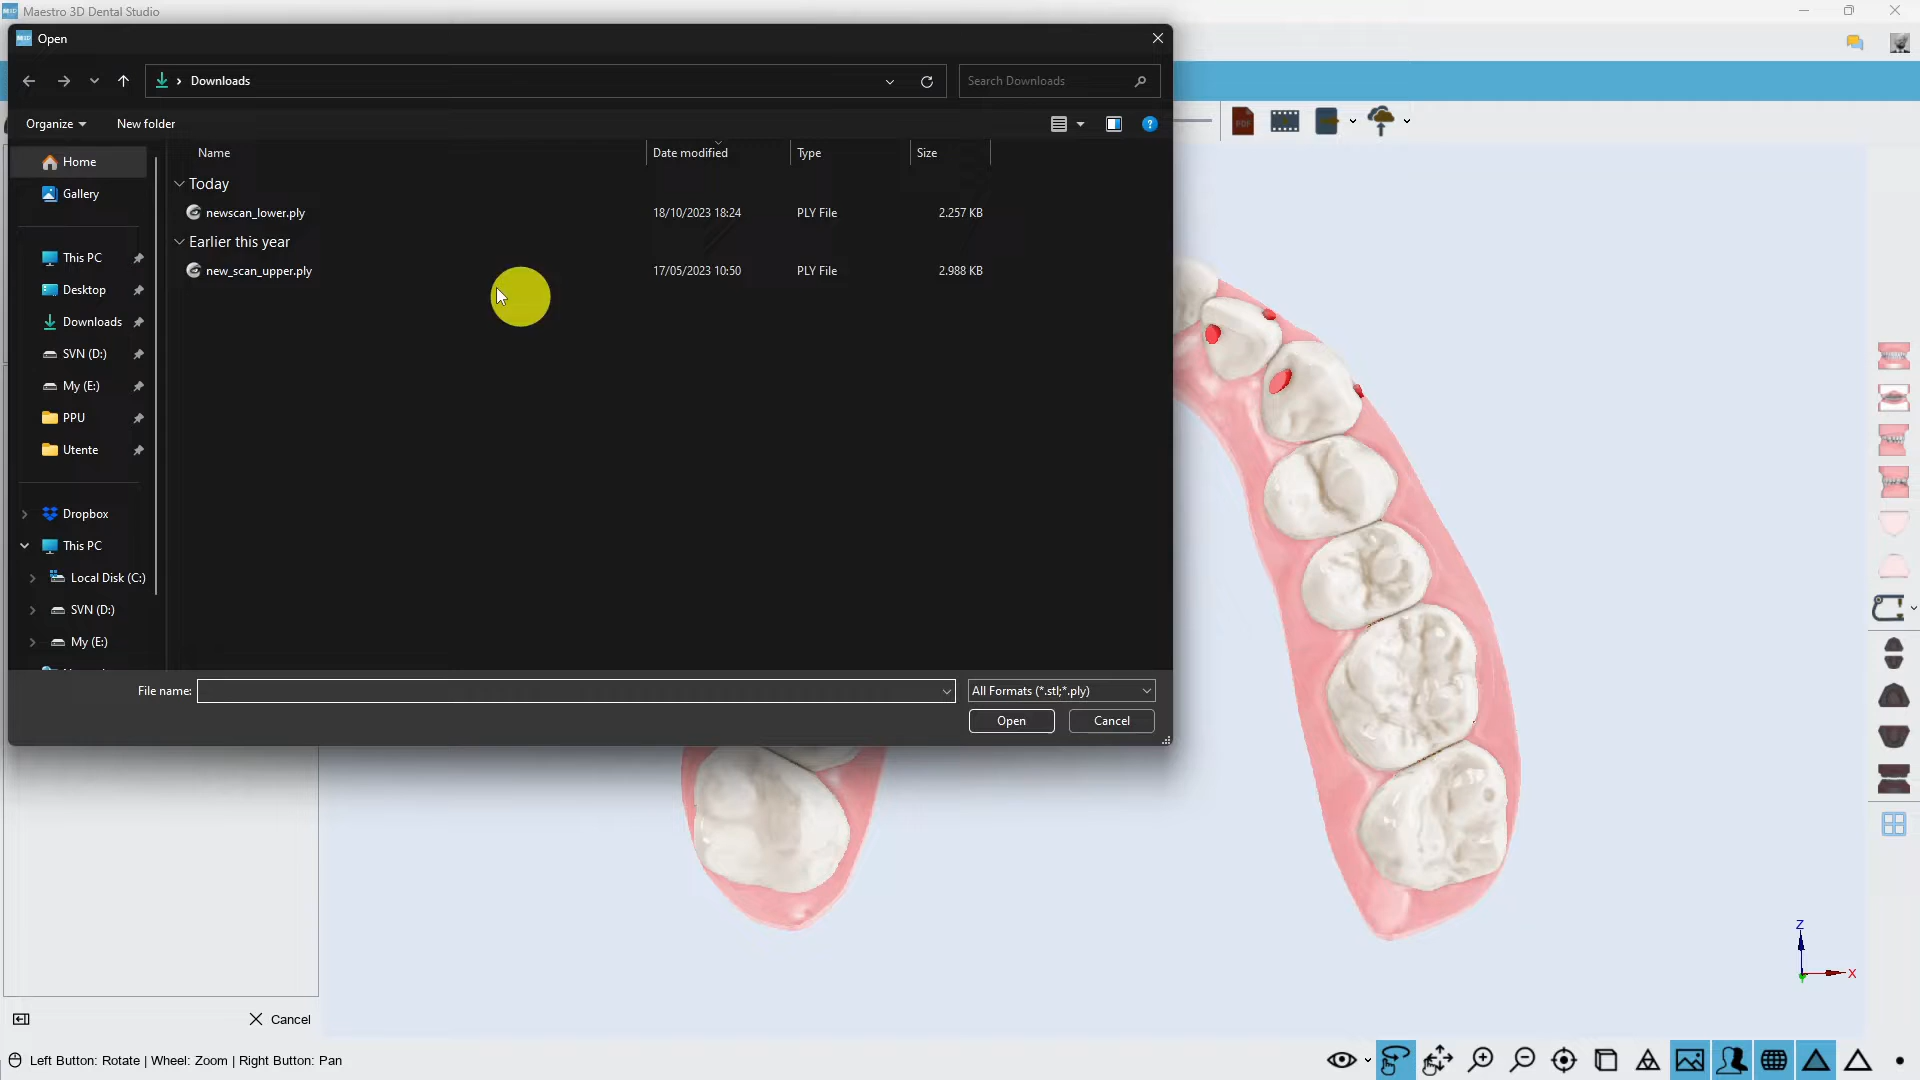 Maestro 3D Dental Studio
Open
Downloads
Search Downloads
Organize
New folder
PDF
Name
Date modified
Type
Size
Home
Gallery
Today
newscan_lower.ply 18/10/2023 18:24 PLY File 2.257 KB
Earlier this year
new_scan_upper.ply 17/05/2023 10:50 PLY File 2.988 KB
This PC
Desktop
Downloads
SVN (D:)
My (E:)
PPU
Utente
Dropbox
This PC
Local Disk (C:)
SVN (D:)
My (E:)
File name:
All Formats (*.stl;*.ply)
Open
Cancel
Z
X
Cancel
Left Button: Rotate | Wheel: Zoom | Right Button: Pan